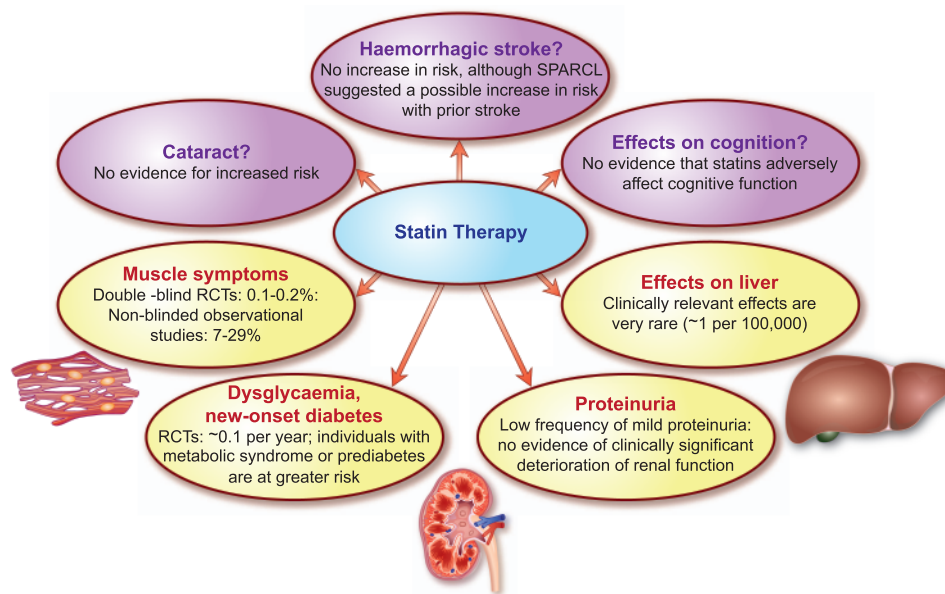 Haemorrhagic stroke?
No increase in risk, although SPARCL
suggested a possible increase in risk
with prior stroke
Cataract?
No evidence for increased risk
Effects on cognition?
No evidence that statins adversely
affect cognitive function
Statin Therapy
Muscle symptoms
Double -blind RCTs: 0.1-0.2%:
Non-blinded observational
studies: 7-29%
Effects on liver
Clinically relevant effects are
very rare (~1 per 100,000)
Dysglycaemia,
new-onset diabetes
RCTs: ~0.1 per year; individuals with
metabolic syndrome or prediabetes
are at greater risk
Proteinuria
Low frequency of mild proteinuria:
no evidence of clinically significant
deterioration of renal function